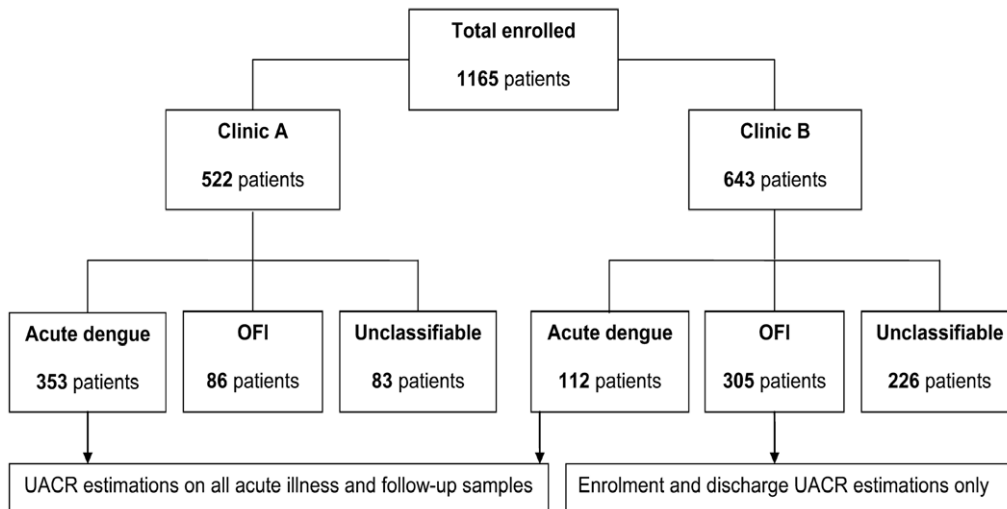 Total enrolled
1165 patients
Clinic A
522 patients
Clinic B
643 patients
Acute dengue
353 patients
OFI
86 patients
Unclassifiable
83 patients
Acute dengue
112 patients
OFI
305 patients
Unclassifiable
226 patients
UACR estimations on all acute illness and follow-up samples
Enrolment and discharge UACR estimations only